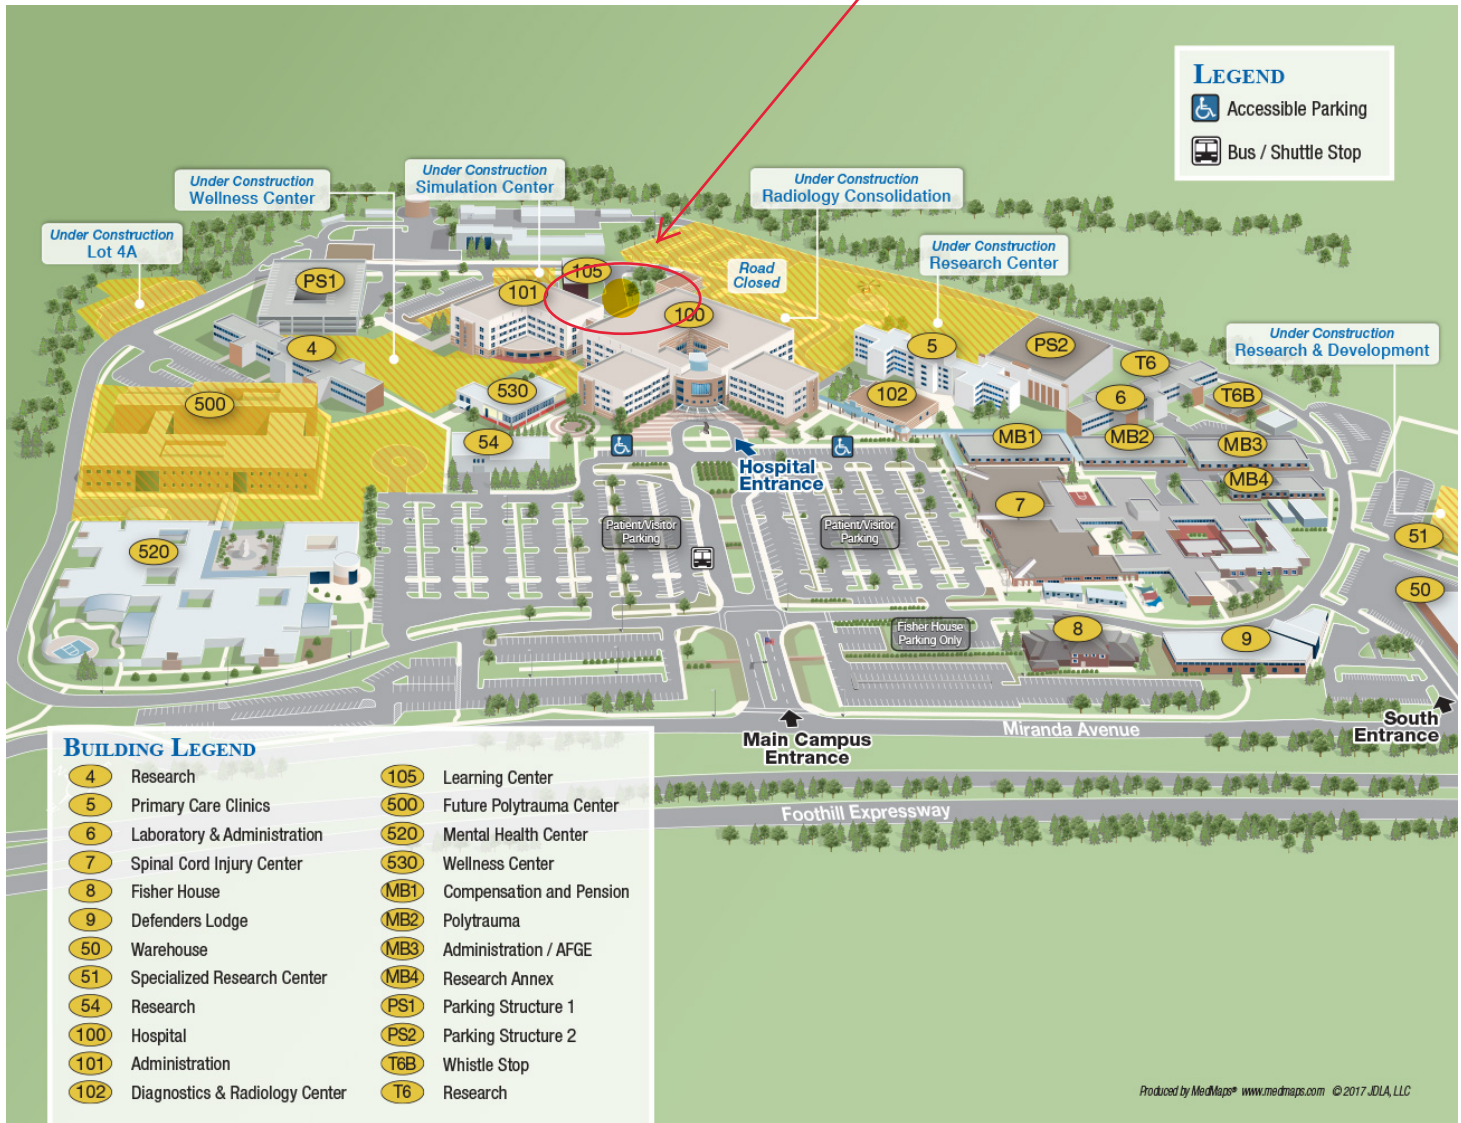 LEGEND
Accessible Parking
Bus / Shuttle Stop
Under Construction
Simulation Center
Under Construction
Wellness Center
Under Construction
Radiology Consolidation
Under Construction
Lot 4A
Under Construction
Research Center
Road
Closed
Under Construction
Research & Development
PS1
101
105
100
4
5
PS2
T6
500
530
102
6
T6B
54
MB1
MB2
MB3
MB4
Hospital
Entrance
7
Patient/Visitor
Parking
Patient/Visitor
Parking
51
520
50
Fisher House
Parking Only
8
9
Main Campus
Entrance
Miranda Avenue
South
Entrance
Foothill Expressway
BUILDING LEGEND
4 Research
5 Primary Care Clinics
6 Laboratory & Administration
7 Spinal Cord Injury Center
8 Fisher House
9 Defenders Lodge
50 Warehouse
51 Specialized Research Center
54 Research
100 Hospital
101 Administration
102 Diagnostics & Radiology Center
105 Learning Center
500 Future Polytrauma Center
520 Mental Health Center
530 Wellness Center
MB1 Compensation and Pension
MB2 Polytrauma
MB3 Administration / AFGE
MB4 Research Annex
PS1 Parking Structure 1
PS2 Parking Structure 2
T6B Whistle Stop
T6 Research
Produced by MedMaps® www.medmaps.com © 2017 JDLA, LLC